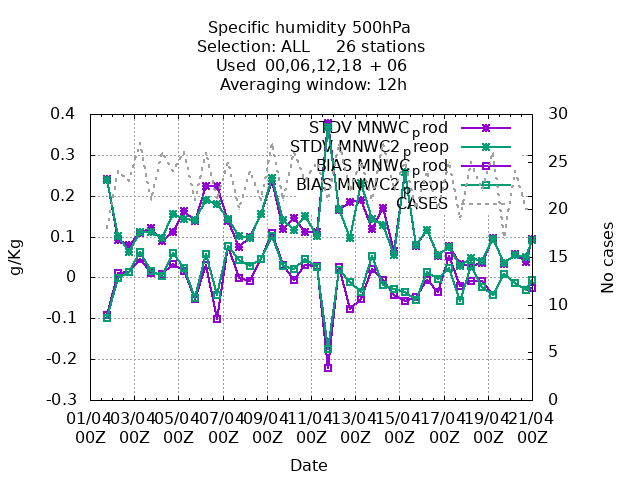 Specific humidity 500hPa
Selection: ALL 26 stations
Used 00,06,12,18 + 06
Averaging window: 12h
STDV MNWC_prod
STDV MNWC2_preop
BIAS MNWC_prod
BIAS MNWC2_preop
CASES
0.4
0.3
0.2
0.1
0
-0.1
-0.2
-0.3
g/Kg
30
25
20
15
10
5
0
No cases
01/04 03/04 05/04 07/04 09/04 11/04 13/04 15/04 17/04 19/04 21/04
00Z 00Z 00Z 00Z 00Z 00Z 00Z 00Z 00Z 00Z 00Z
Date